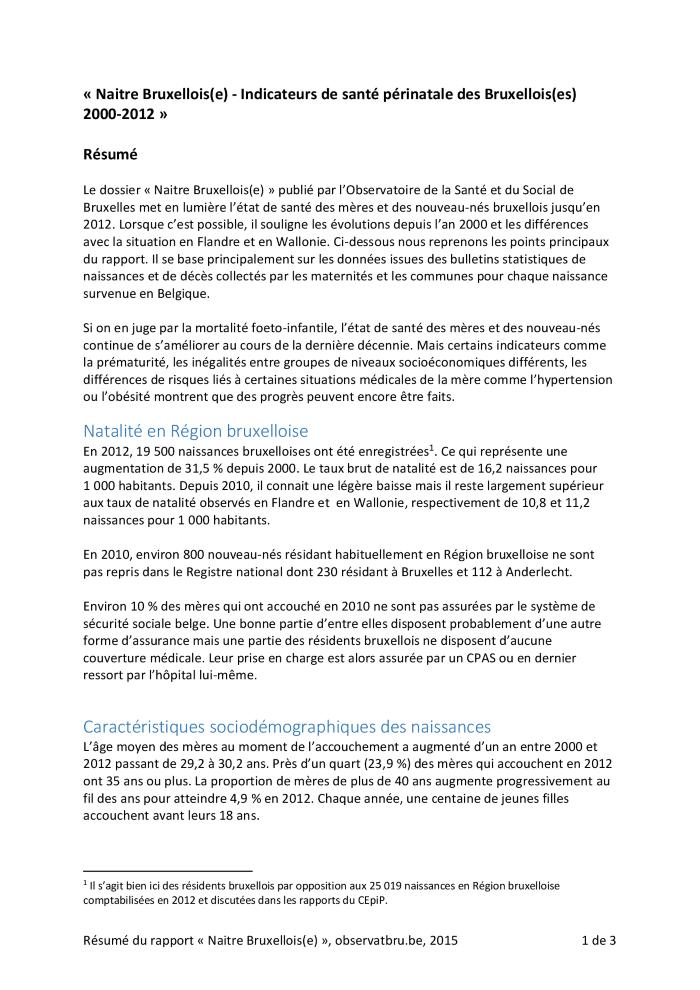 « Naitre Bruxellois(e) - Indicateurs de santé périnatale des Bruxellois(es)
2000-2012 »
Résumé
Le dossier « Naitre Bruxellois(e) » publié par l’Observatoire de la Santé et du Social de
Bruxelles met en lumière l’état de santé des mères et des nouveau-nés bruxellois jusqu’en
2012. Lorsque c’est possible, il souligne les évolutions depuis l’an 2000 et les différences
avec la situation en Flandre et en Wallonie. Ci-dessous nous reprenons les points principaux
du rapport. Il se base principalement sur les données issues des bulletins statistiques de
naissances et de décès collectés par les maternités et les communes pour chaque naissance
survenue en Belgique.
Si on en juge par la mortalité foeto-infantile, l’état de santé des mères et des nouveau-nés
continue de s’améliorer au cours de la dernière décennie. Mais certains indicateurs comme
la prématurité, les inégalités entre groupes de niveaux socioéconomiques différents, les
différences de risques liés à certaines situations médicales de la mère comme l’hypertension
ou l’obésité montrent que des progrès peuvent encore être faits.
Natalité en Région bruxelloise
En 2012, 19 500 naissances bruxelloises ont été enregistrées¹. Ce qui représente une
augmentation de 31,5 % depuis 2000. Le taux brut de natalité est de 16,2 naissances pour
1 000 habitants. Depuis 2010, il connait une légère baisse mais il reste largement supérieur
aux taux de natalité observés en Flandre et en Wallonie, respectivement de 10,8 et 11,2
naissances pour 1 000 habitants.
En 2010, environ 800 nouveau-nés résidant habituellement en Région bruxelloise ne sont
pas repris dans le Registre national dont 230 résidant à Bruxelles et 112 à Anderlecht.
Environ 10 % des mères qui ont accouché en 2010 ne sont pas assurées par le système de
sécurité sociale belge. Une bonne partie d’entre elles disposent probablement d’une autre
forme d’assurance mais une partie des résidents bruxellois ne disposent d’aucune
couverture médicale. Leur prise en charge est alors assurée par un CPAS ou en dernier
ressort par l’hôpital lui-même.
Caractéristiques sociodémographiques des naissances
L’âge moyen des mères au moment de l’accouchement a augmenté d’un an entre 2000 et
2012 passant de 29,2 à 30,2 ans. Près d’un quart (23,9 %) des mères qui accouchent en 2012
ont 35 ans ou plus. La proportion de mères de plus de 40 ans augmente progressivement au
fil des ans pour atteindre 4,9 % en 2012. Chaque année, une centaine de jeunes filles
accouchent avant leurs 18 ans.
¹ Il s’agit bien ici des résidents bruxellois par opposition aux 25 019 naissances en Région bruxelloise
comptabilisées en 2012 et discutées dans les rapports du CEpiP.
Résumé du rapport « Naitre Bruxellois(e) », observatbru.be, 2015 1 de 3